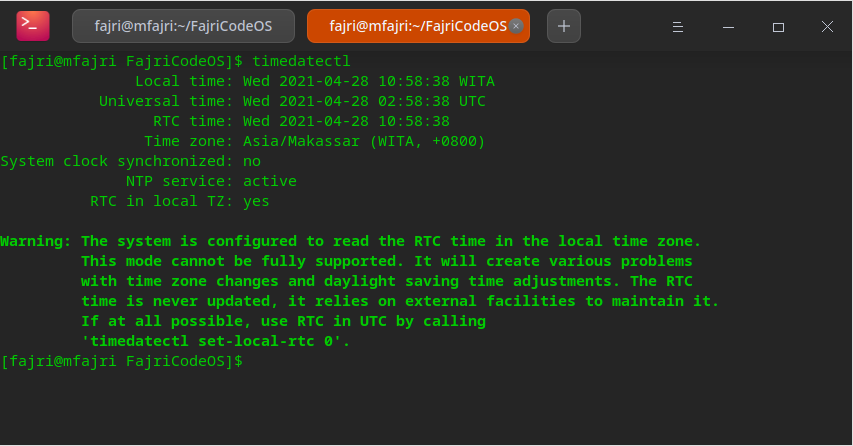 fajri@mfajri:~/FajriCodeOS fajri@mfajri:~/FajriCodeOS
[fajri@mfajri FajriCodeOS]$ timedatectl
Local time: Wed 2021-04-28 10:58:38 WITA
Universal time: Wed 2021-04-28 02:58:38 UTC
RTC time: Wed 2021-04-28 10:58:38
Time zone: Asia/Makassar (WITA, +0800)
System clock synchronized: no
NTP service: active
RTC in local TZ: yes
Warning: The system is configured to read the RTC time in the local time zone.
This mode cannot be fully supported. It will create various problems
with time zone changes and daylight saving time adjustments. The RTC
time is never updated, it relies on external facilities to maintain it.
If at all possible, use RTC in UTC by calling
'timedatectl set-local-rtc 0'.
[fajri@mfajri FajriCodeOS]$